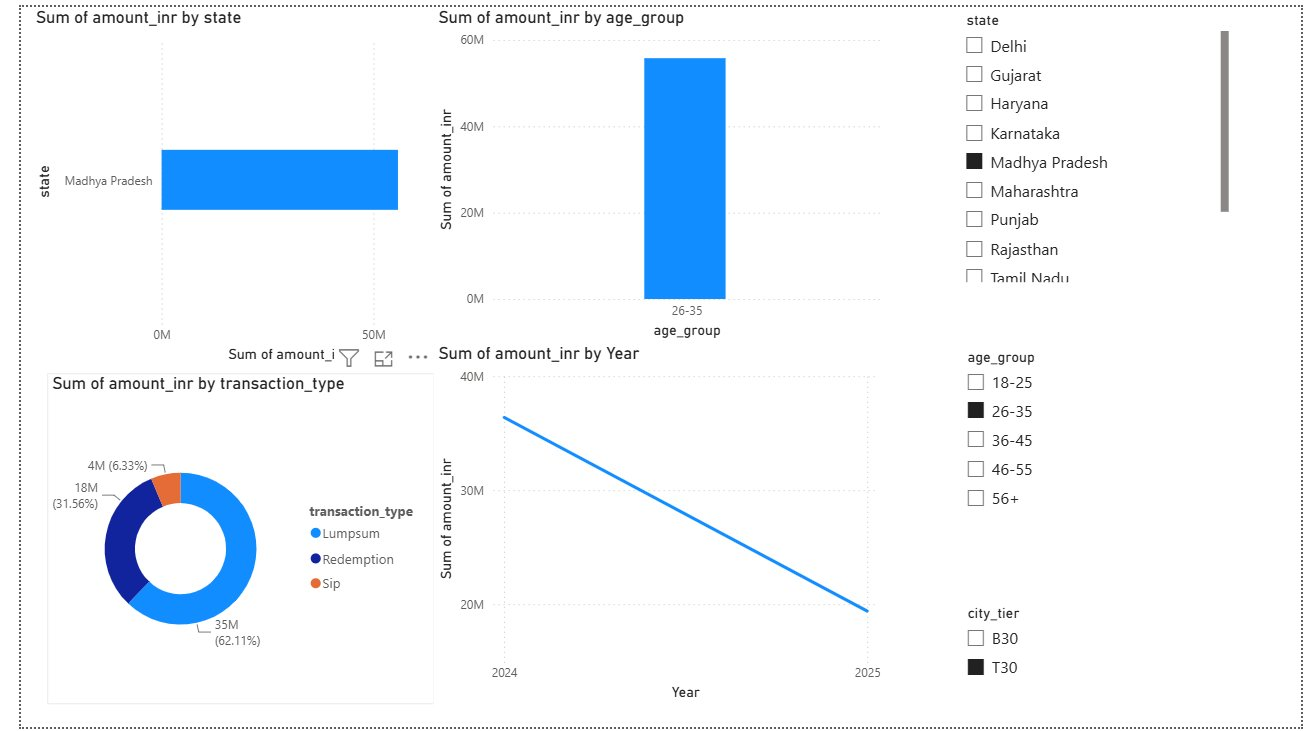 Sum of amount_inr by state
state
Madhya Pradesh
0M
50M
Sum of amount_i
Sum of amount_inr by age_group
Sum of amount_inr
60M
40M
20M
0M
26-35
age_group
state
Delhi
Gujarat
Haryana
Karnataka
Madhya Pradesh
Maharashtra
Punjab
Rajasthan
Tamil Nadu
Sum of amount_inr by transaction_type
4M (6.33%)
18M
(31.56%)
35M
(62.11%)
transaction_type
Lumpsum
Redemption
Sip
Sum of amount_inr by Year
Sum of amount_inr
40M
30M
20M
2024
2025
Year
age_group
18-25
26-35
36-45
46-55
56+
city_tier
B30
T30